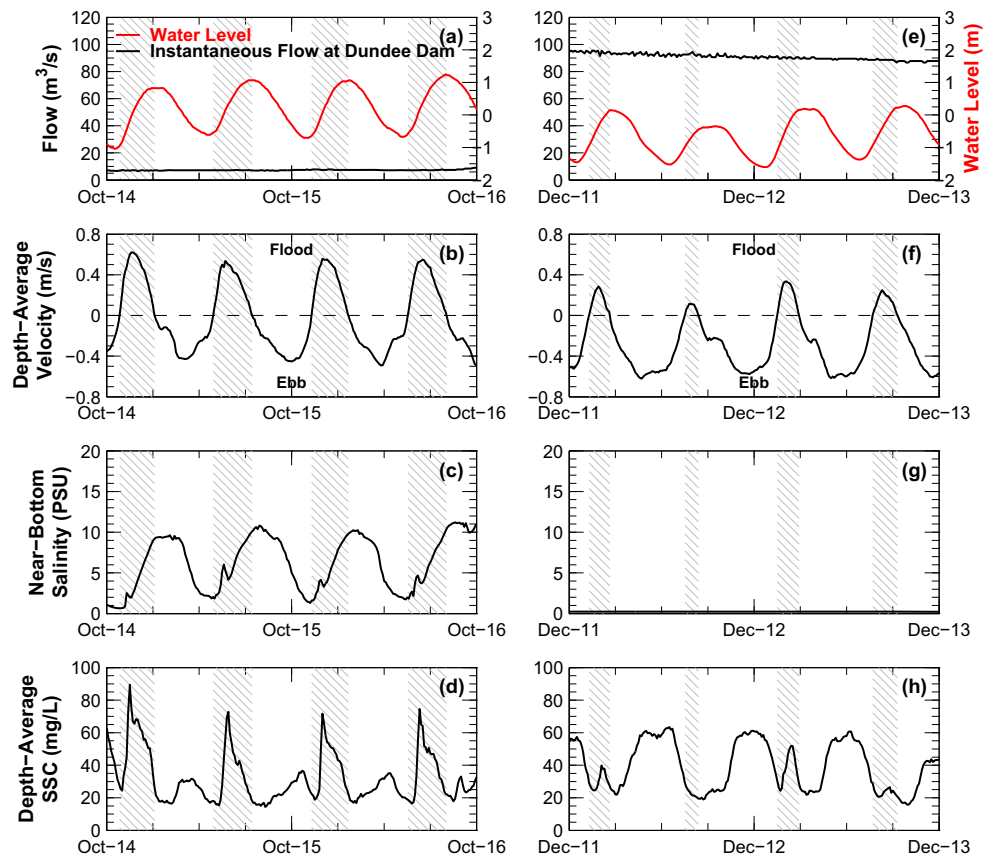 120
100
80
60
40
20
0
Flow (m³/s)
Water Level
Instantaneous Flow at Dundee Dam
(a)
3
2
1
0
1
2
Oct−14
Oct−15
Oct−16
120
100
80
60
40
20
0
(e)
3
2
1
0
1
2
Water Level (m)
Dec−11
Dec−12
Dec−13
0.8
0.4
0
−0.4
−0.8
Depth−Average
Velocity (m/s)
Flood
(b)
Ebb
Oct−14
Oct−15
Oct−16
0.8
0.4
0
−0.4
−0.8
Flood
(f)
Ebb
Dec−11
Dec−12
Dec−13
20
15
10
5
0
Near−Bottom
Salinity (PSU)
(c)
Oct−14
Oct−15
Oct−16
20
15
10
5
0
(g)
Dec−11
Dec−12
Dec−13
100
80
60
40
20
0
Depth−Average
SSC (mg/L)
(d)
Oct−14
Oct−15
Oct−16
100
80
60
40
20
0
(h)
Dec−11
Dec−12
Dec−13